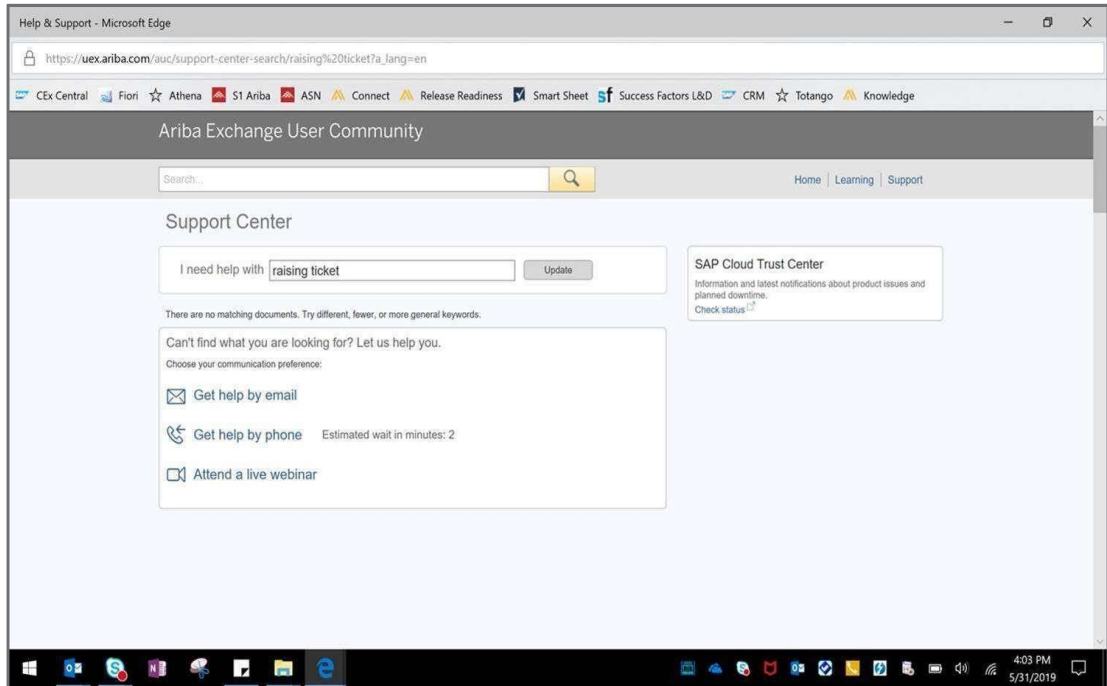 Help & Support - Microsoft Edge
https://uex.ariba.com/auc/support-center-search/raising%20ticket?a_lang=en
CEx Central Fiori Athena S1 Ariba ASN Connect Release Readiness Smart Sheet Sf Success Factors L&D CRM Totango Knowledge
Ariba Exchange User Community
Search...
Home | Learning | Support
Support Center
I need help with raising ticket Update
There are no matching documents. Try different, fewer, or more general keywords.
Can't find what you are looking for? Let us help you.
Choose your communication preference:
Get help by email
Get help by phone Estimated wait in minutes: 2
Attend a live webinar
SAP Cloud Trust Center
Information and latest notifications about product issues and
planned downtime.
Check status
4:03 PM
5/31/2019